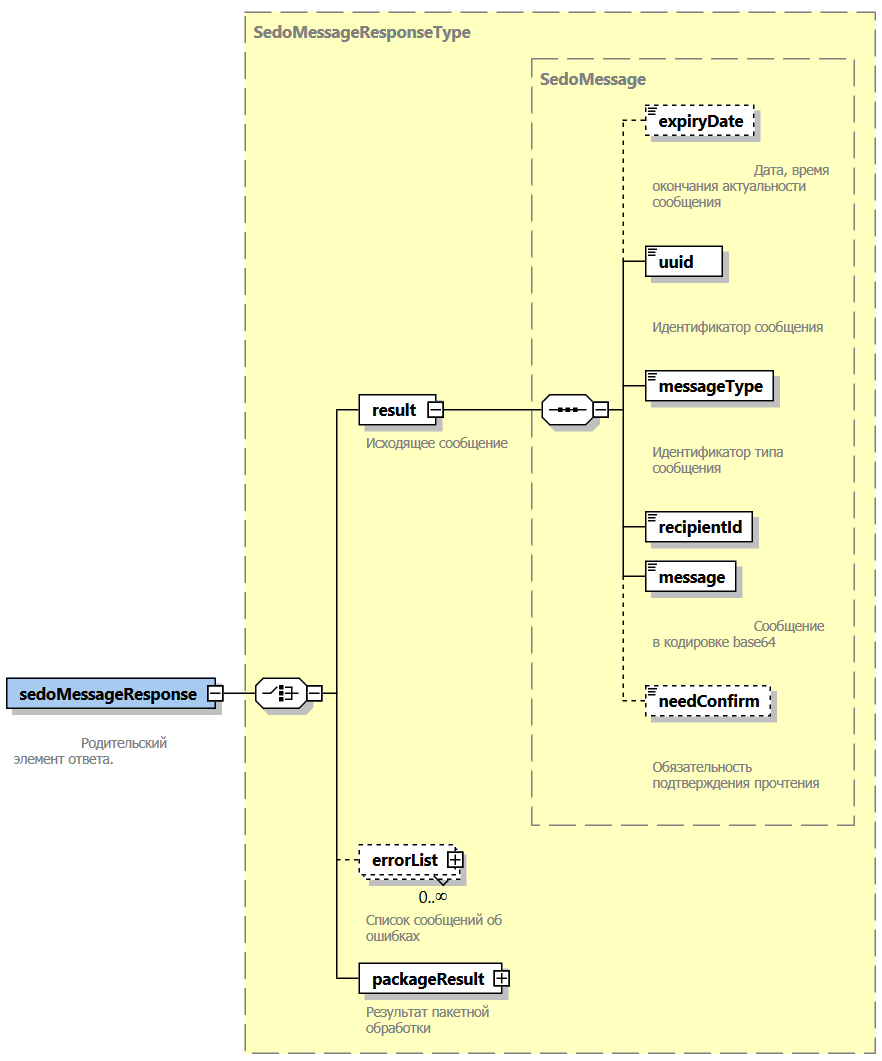 SedoMessageResponseType
SedoMessage
expiryDate
Дата, время
окончания актуальности
сообщения
uuid
Идентификатор сообщения
messageType
Идентификатор типа
сообщения
result
Исходящее сообщение
recipientId
message
Сообщение
в кодировке base64
sedoMessageResponse
Родительский
элемент ответа.
needConfirm
Обязательность
подтверждения прочтения
errorList
0..∞
Список сообщений об
ошибках
packageResult
Результат пакетной
обработки